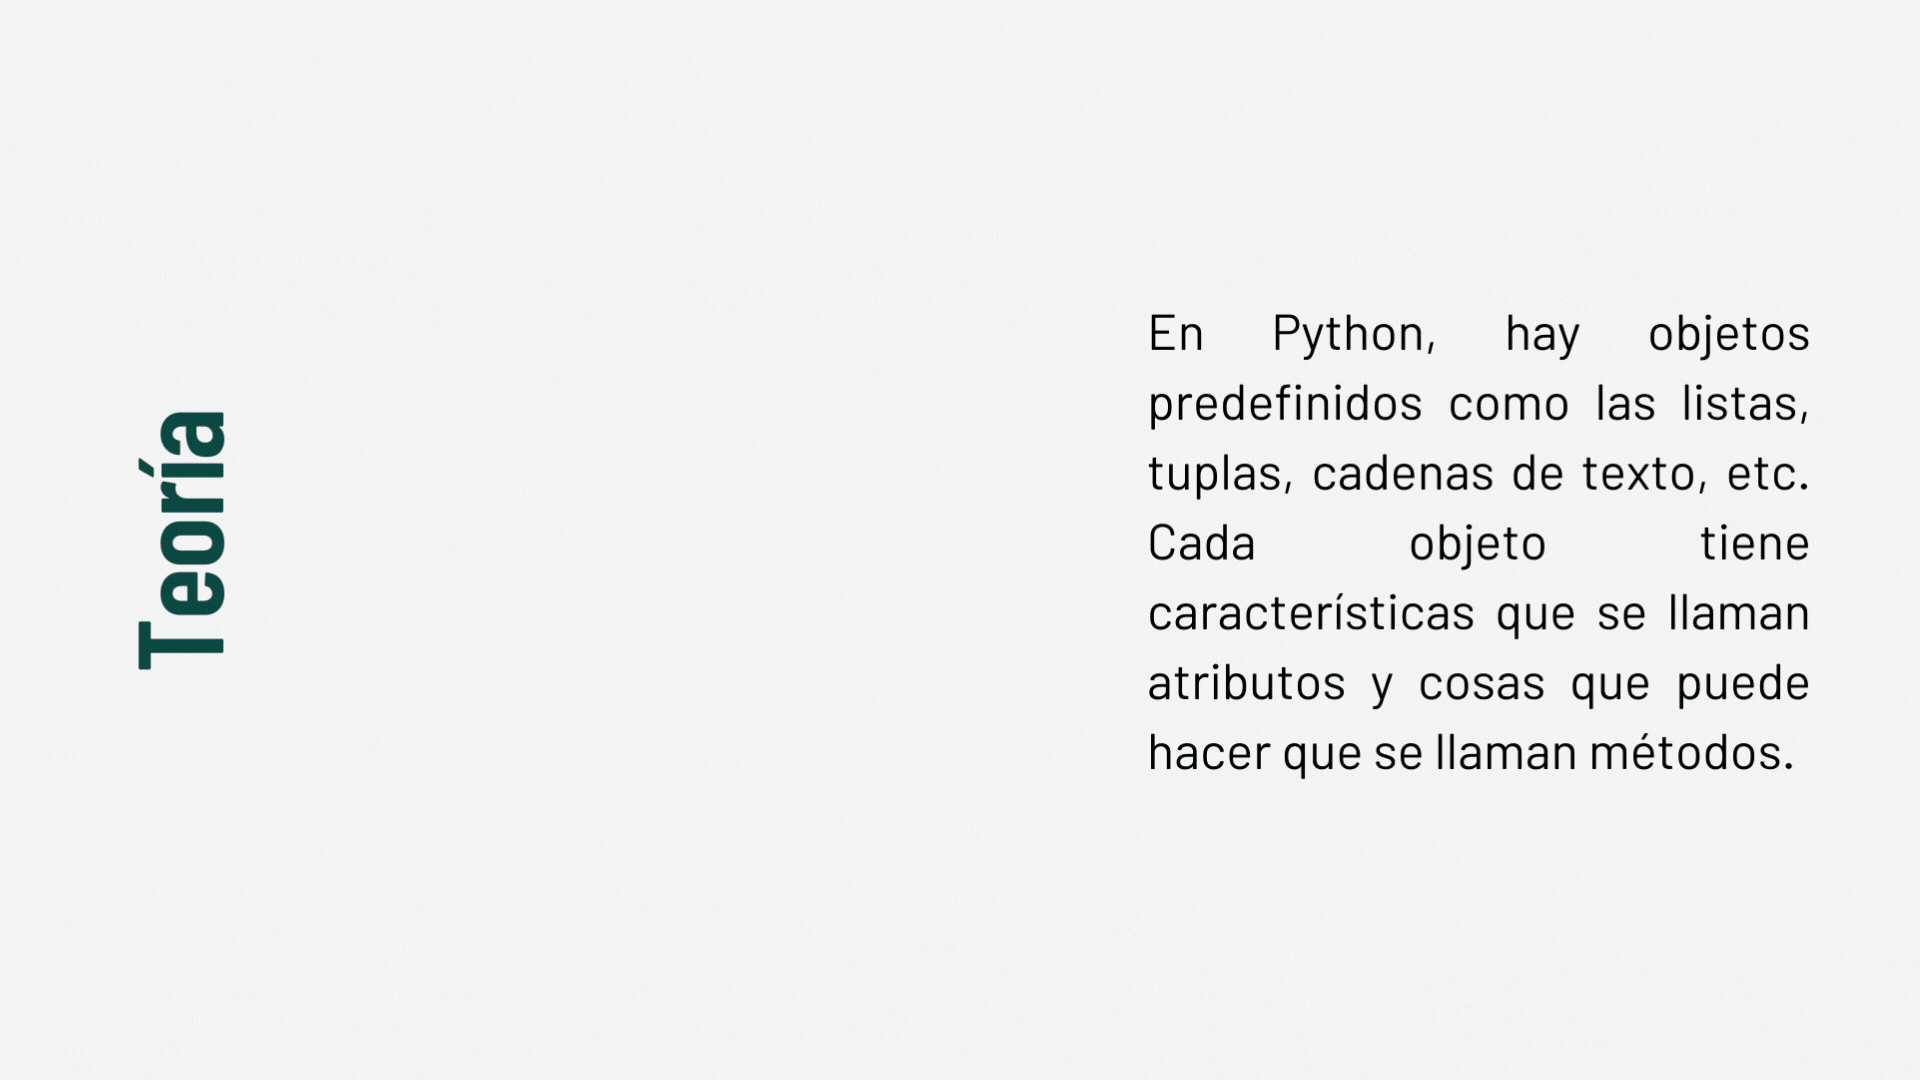 Teoría
En Python, hay objetos
predefinidos como las listas,
tuplas, cadenas de texto, etc.
Cada objeto tiene
características que se llaman
atributos y cosas que puede
hacer que se llaman métodos.